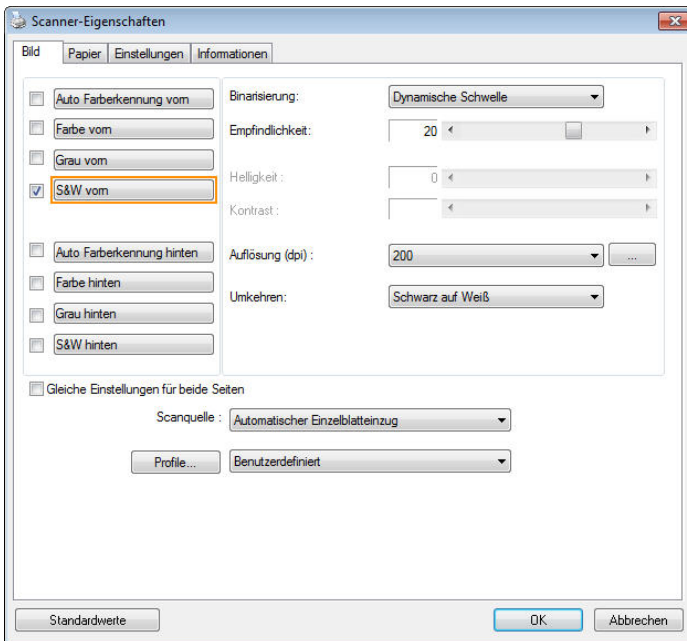 Scanner-Eigenschaften
Bild Papier Einstellungen Informationen
Auto Farberkennung vorn
Farbe vorn
Grau vorn
S&W vorn
Auto Farberkennung hinten
Farbe hinten
Grau hinten
S&W hinten
Binarisierung: Dynamische Schwelle
Empfindlichkeit: 20
Helligkeit : 0
Kontrast :
Auflösung (dpi) : 200 ...
Umkehren: Schwarz auf Weiß
Gleiche Einstellungen für beide Seiten
Scanquelle : Automatischer Einzelblatteinzug
Profile... Benutzerdefiniert
Standardwerte OK Abbrechen